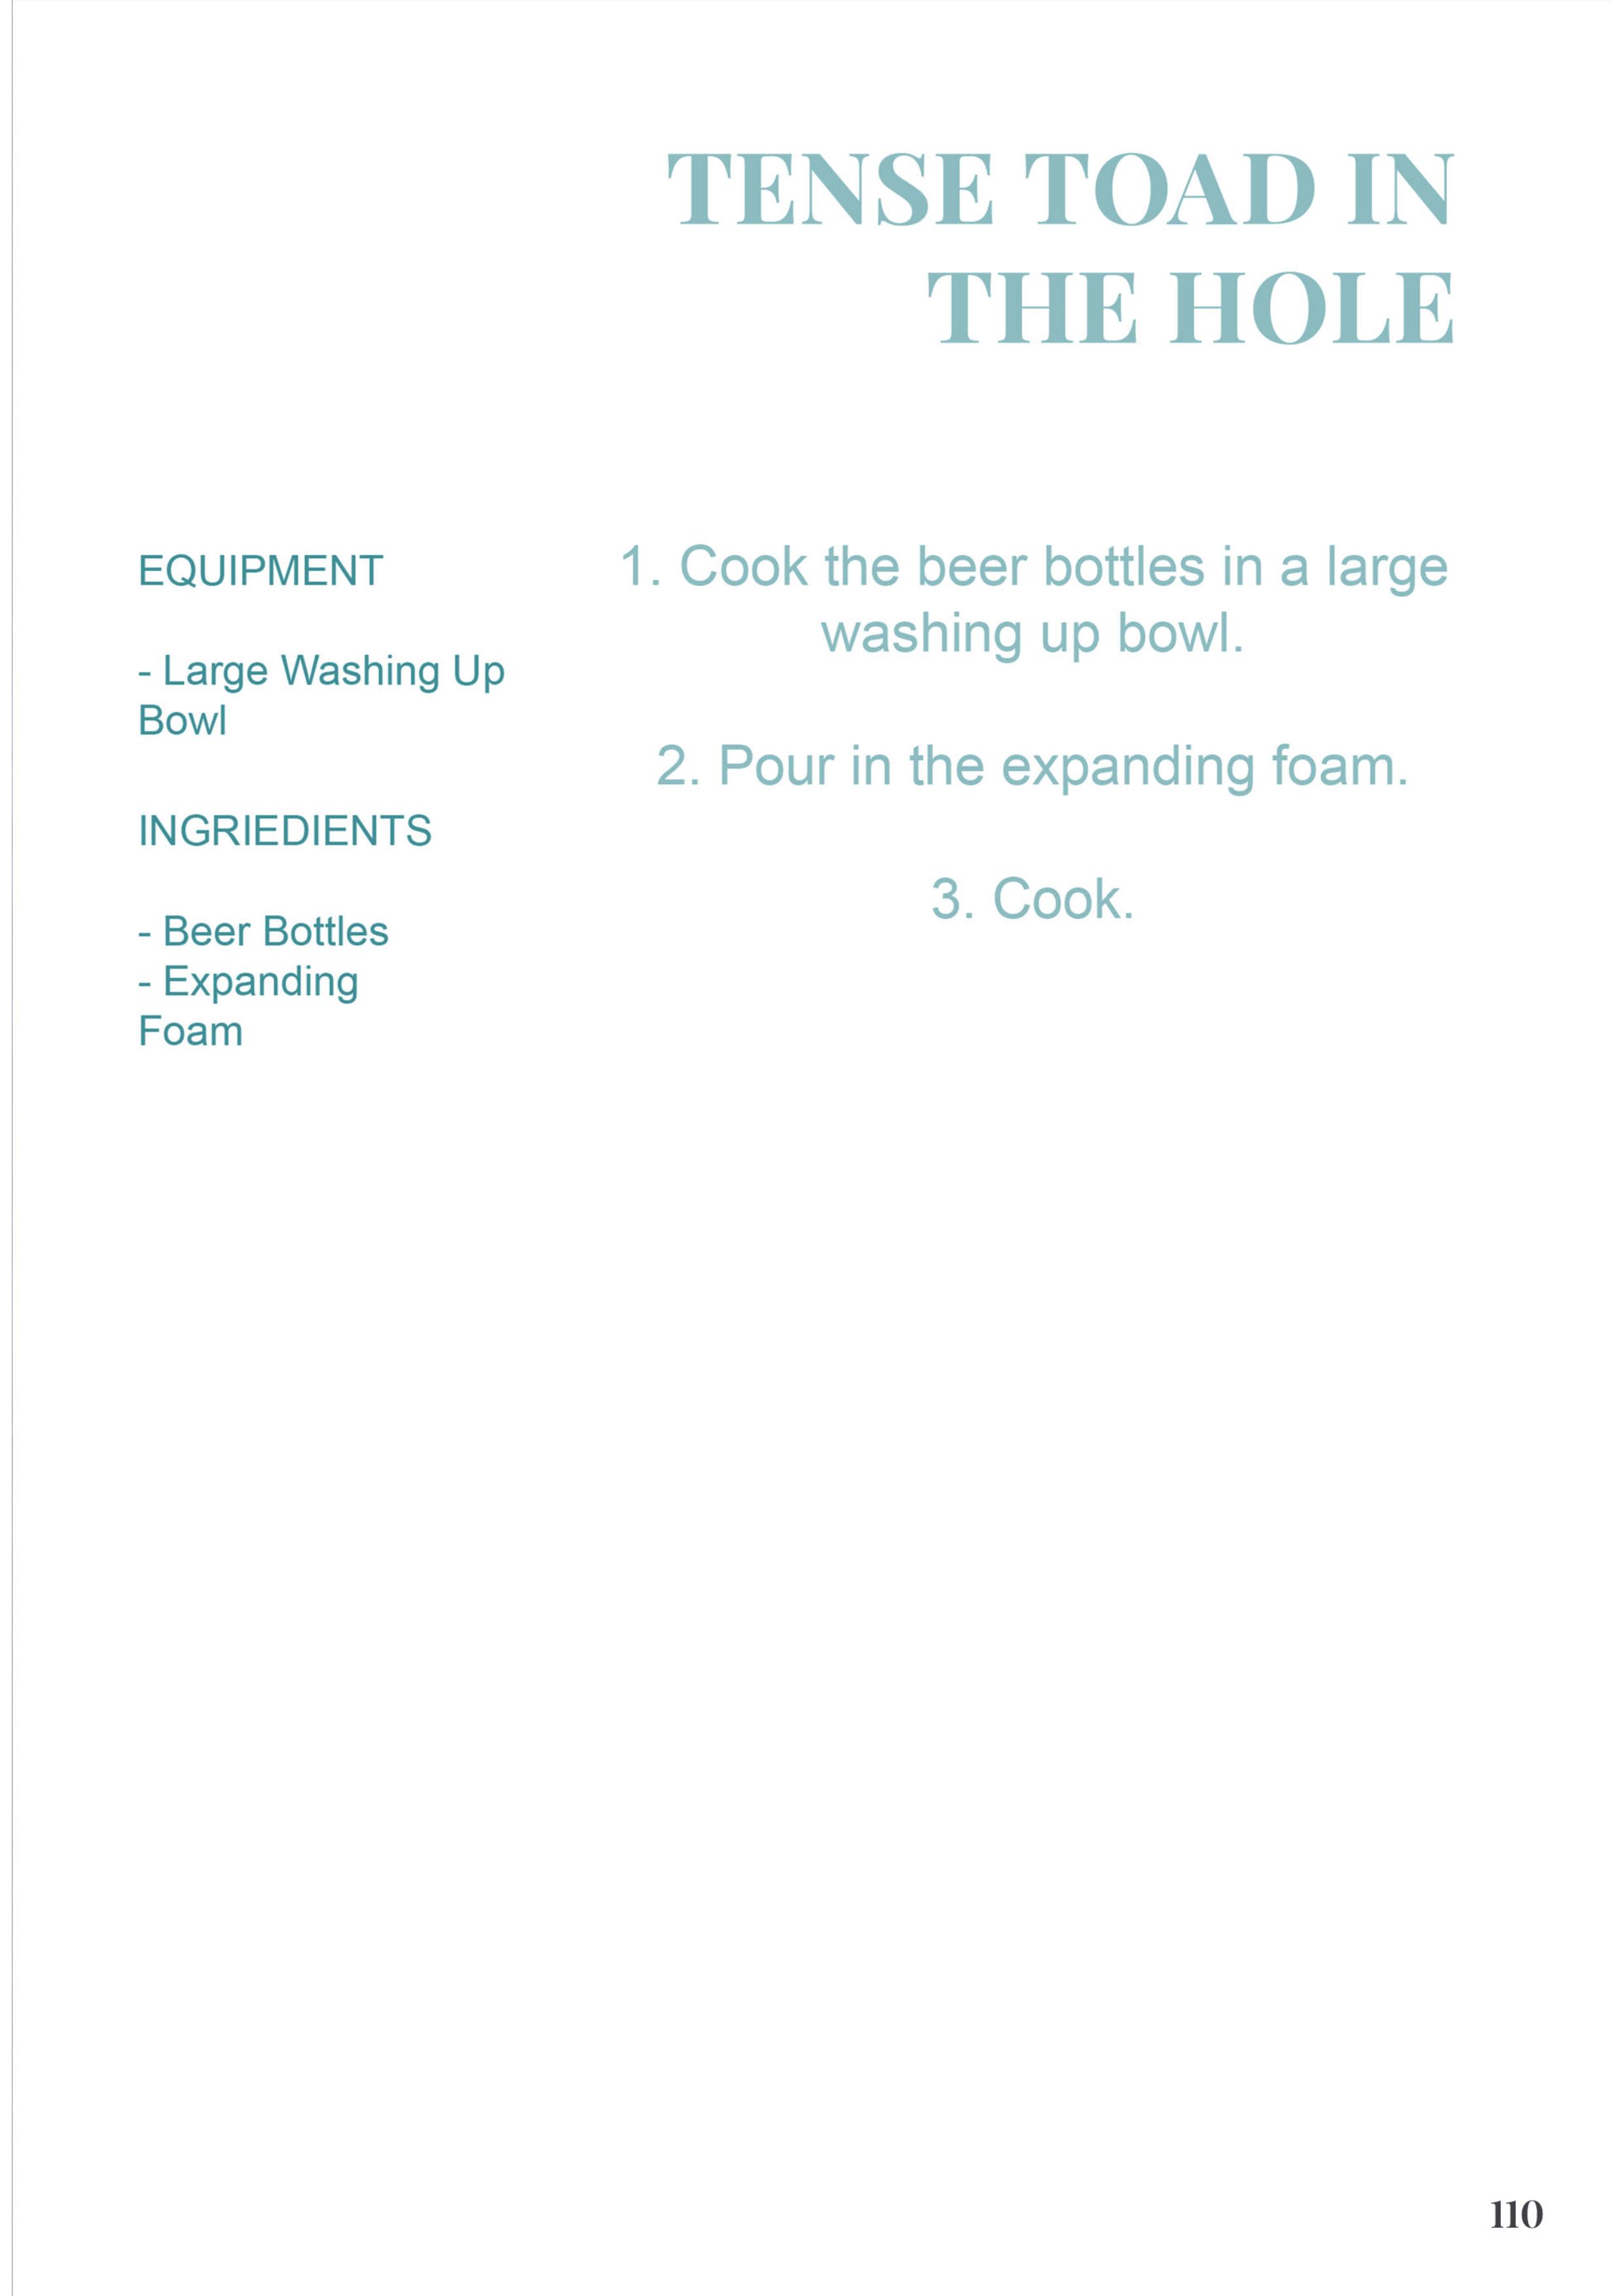 TENSE TOAD IN
THE HOLE
EQUIPMENT
- Large Washing Up
Bowl
INGRIEDIENTS
- Beer Bottles
- Expanding
Foam
1. Cook the beer bottles in a large
washing up bowl.
2. Pour in the expanding foam.
3. Cook.
110